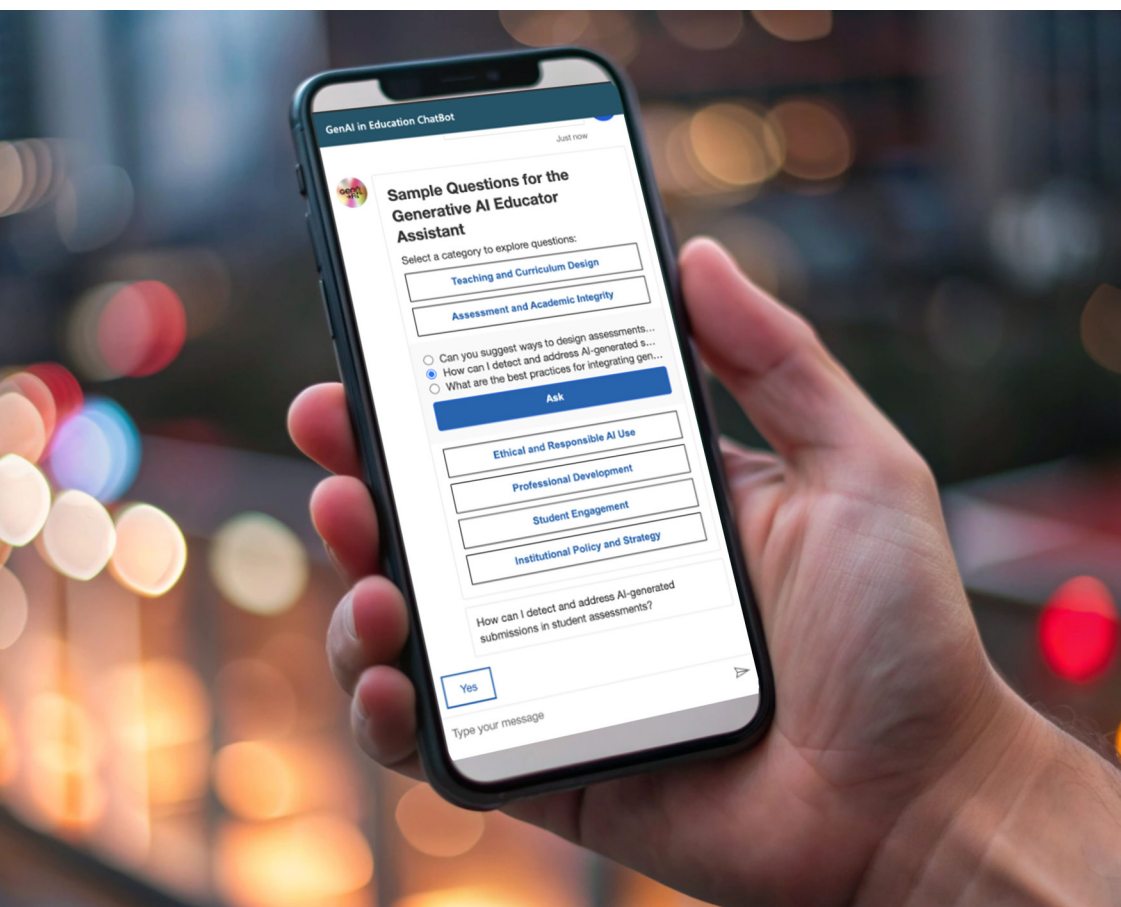 GenAI in Education ChatBot
Just now
Sample Questions for the
Generative AI Educator
Assistant
Select a category to explore questions:
Teaching and Curriculum Design
Assessment and Academic Integrity
Can you suggest ways to design assessments...
How can I detect and address AI-generated s...
What are the best practices for integrating gen...
Ask
Ethical and Responsible AI Use
Professional Development
Student Engagement
Institutional Policy and Strategy
How can I detect and address AI-generated
submissions in student assessments?
Yes
Type your message